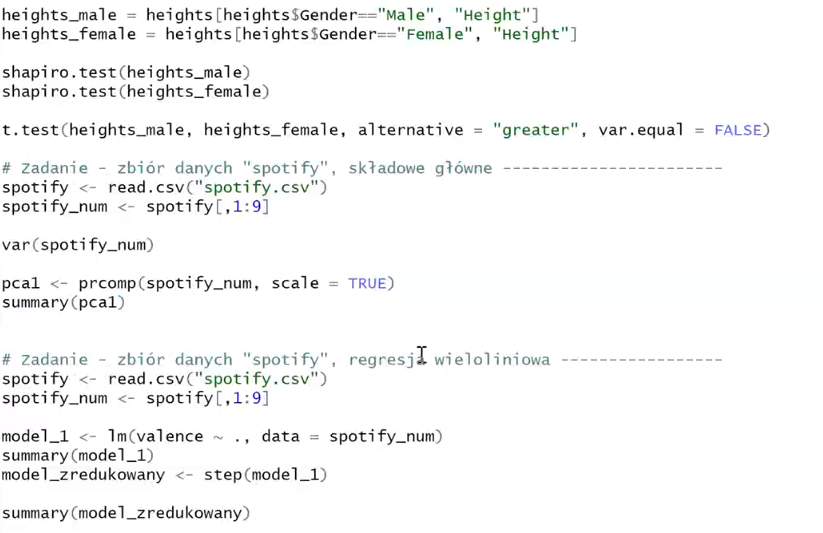 heights_male = heights[heights$Gender=="Male", "Height"]
heights_female = heights[heights$Gender=="Female", "Height"]
shapiro.test(heights_male)
shapiro.test(heights_female)
t.test(heights_male, heights_female, alternative = "greater", var.equal = FALSE)
# Zadanie - zbiór danych "spotify", składowe główne -----------------------
spotify <- read.csv("spotify.csv")
spotify_num <- spotify[,1:9]
var(spotify_num)
pca1 <- prcomp(spotify_num, scale = TRUE)
summary(pca1)
# Zadanie - zbiór danych "spotify", regresja wieloliniowa -----------------
spotify <- read.csv("spotify.csv")
spotify_num <- spotify[,1:9]
model_1 <- lm(valence ~ ., data = spotify_num)
summary(model_1)
model_zredukowany <- step(model_1)
summary(model_zredukowany)